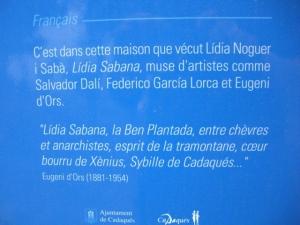 Français
C'est dans cette maison que vécut Lídia Noguer
i Sabà, Lídia Sabana, muse d'artistes comme
Salvador Dalí, Federico García Lorca et Eugeni
d'Ors.
"Lídia Sabana, la Ben Plantada, entre chèvres
et anarchistes, esprit de la tramontane, cœur
bourru de Xènius, Sybille de Cadaqués..."
Eugeni d'Ors (1881-1954)
Ajuntament
de Cadaqués
Cadaqués